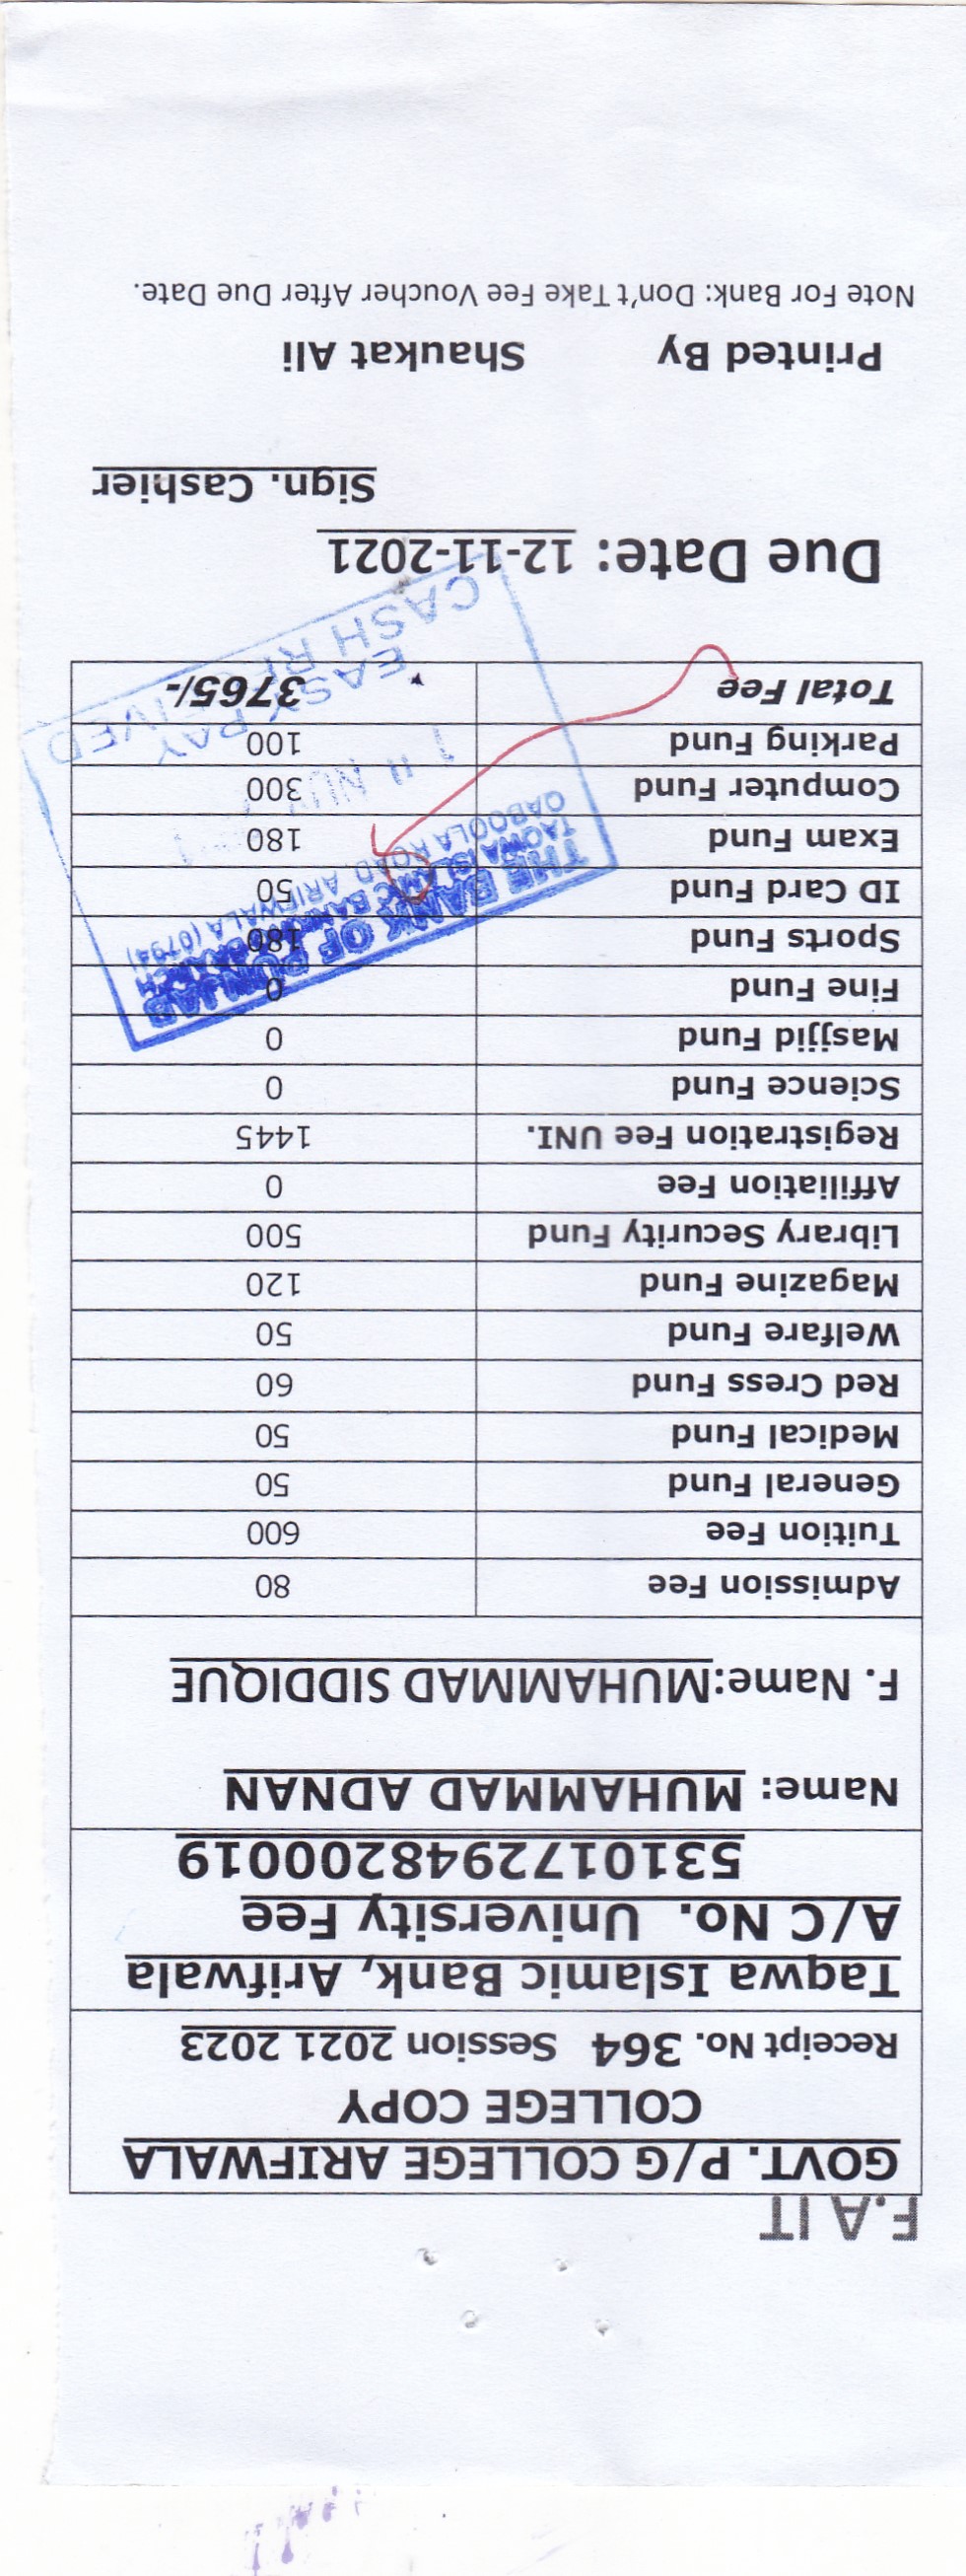 F.A IT
GOVT. P/G COLLEGE ARIFWALA
COLLEGE COPY
Receipt No. 364 Session 2021 2023
Taqwa Islamic Bank, Arifwala
A/C No. University Fee
5310172948200019
Name: MUHAMMAD ADNAN
F. Name:MUHAMMAD SIDDIQUE
Admission Fee 80
Tuition Fee 600
General Fund 50
Medical Fund 50
Red Cress Fund 60
Welfare Fund 50
Magazine Fund 120
Library Security Fund 500
Affiliation Fee 0
Registration Fee UNI. 1445
Science Fund 0
Masjjid Fund 0
Fine Fund 0
Sports Fund 180
ID Card Fund 50
Exam Fund 180
Computer Fund 300
Parking Fund 100
Total Fee 3765/-
THE BANK OF PUNJAB
TAQWA ISLAMIC BANKING BRANCH
QABOOLA ROAD, ARIFWALA (0794)
EASY PAY
CASH RECEIVED
Due Date: 12-11-2021
Sign. Cashier
Printed By Shaukat Ali
Note For Bank: Don't Take Fee Voucher After Due Date.